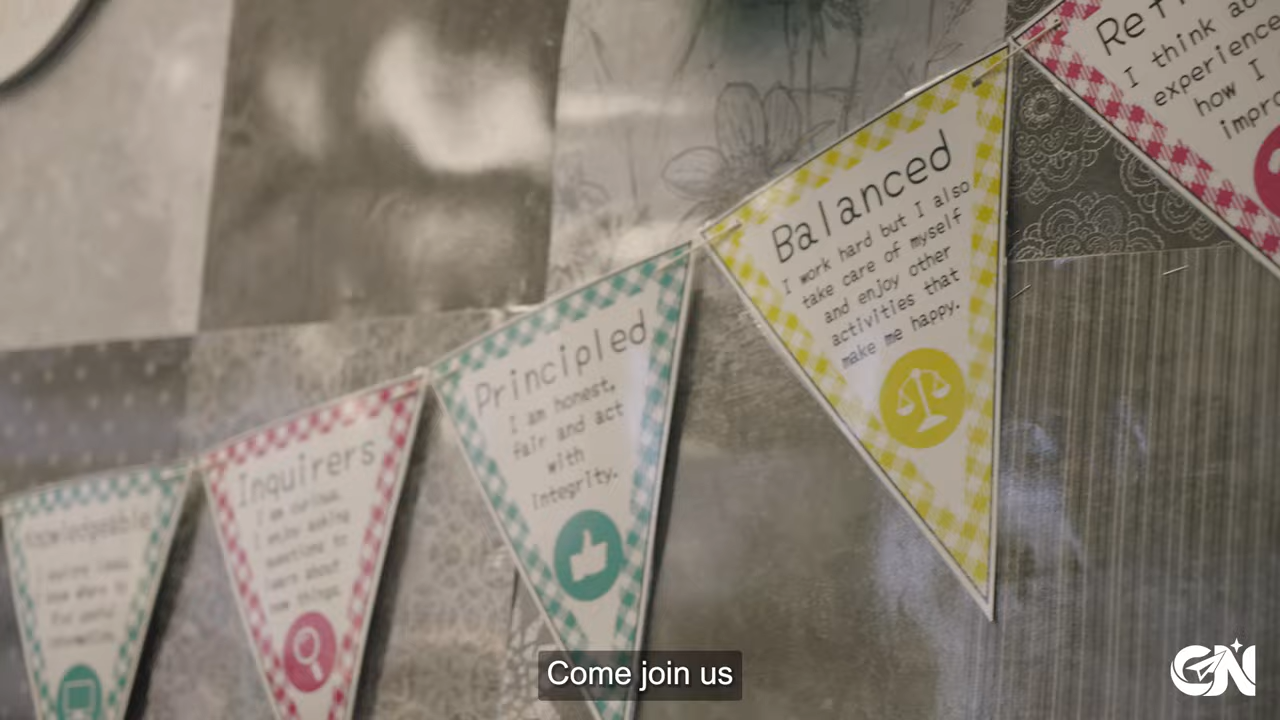 Knowledgeable
Inquirers
I am curious.
I enjoy asking
questions to
learn about
new things.
Principled
I am honest,
fair and act
with
integrity.
Balanced
I work hard but I also
take care of myself
and enjoy other
activities that
make me happy.
I think
experience
how I
Come join us
GN